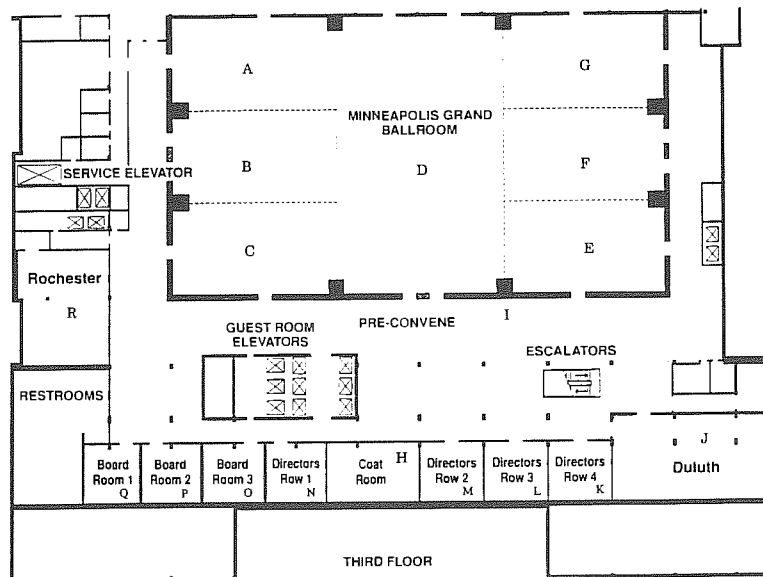 A
G
MINNEAPOLIS GRAND
BALLROOM
SERVICE ELEVATOR
B
D
F
C
E
Rochester
R
GUEST ROOM
ELEVATORS
PRE-CONVENE
I
ESCALATORS
RESTROOMS
Board
Room 1
Q
Board
Room 2
P
Board
Room 3
O
Directors
Row 1
N
Coat
Room
H
Directors
Row 2
M
Directors
Row 3
L
Directors
Row 4
K
J
Duluth
THIRD FLOOR